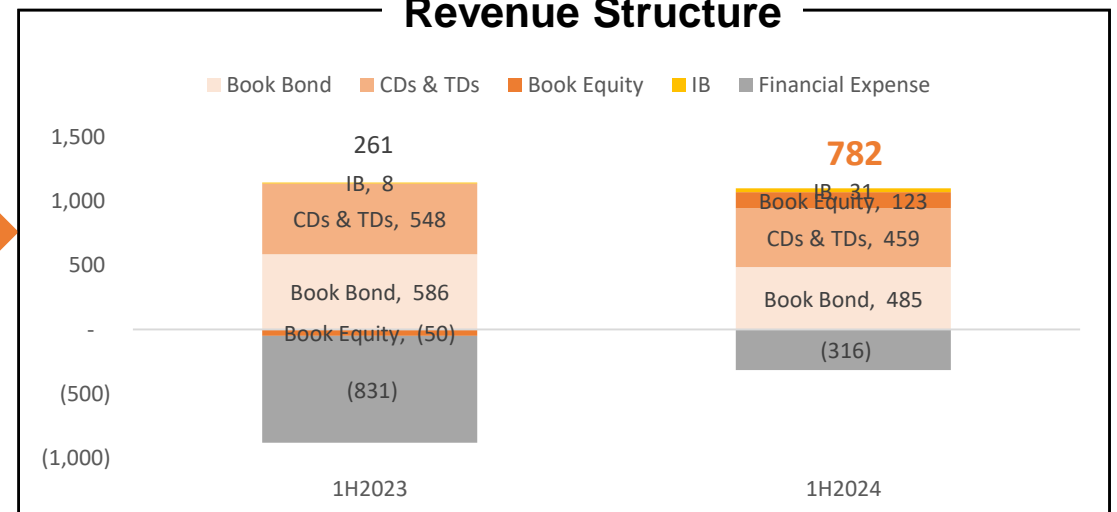 Revenue Structure
Book Bond CDs & TDs Book Equity IB Financial Expense
1,500
1,000
500
-
(500)
(1,000)
261
IB, 8
CDs & TDs, 548
Book Bond, 586
Book Equity, (50)
(831)
782
IB, 31
Book Equity, 123
CDs & TDs, 459
Book Bond, 485
(316)
1H2023
1H2024